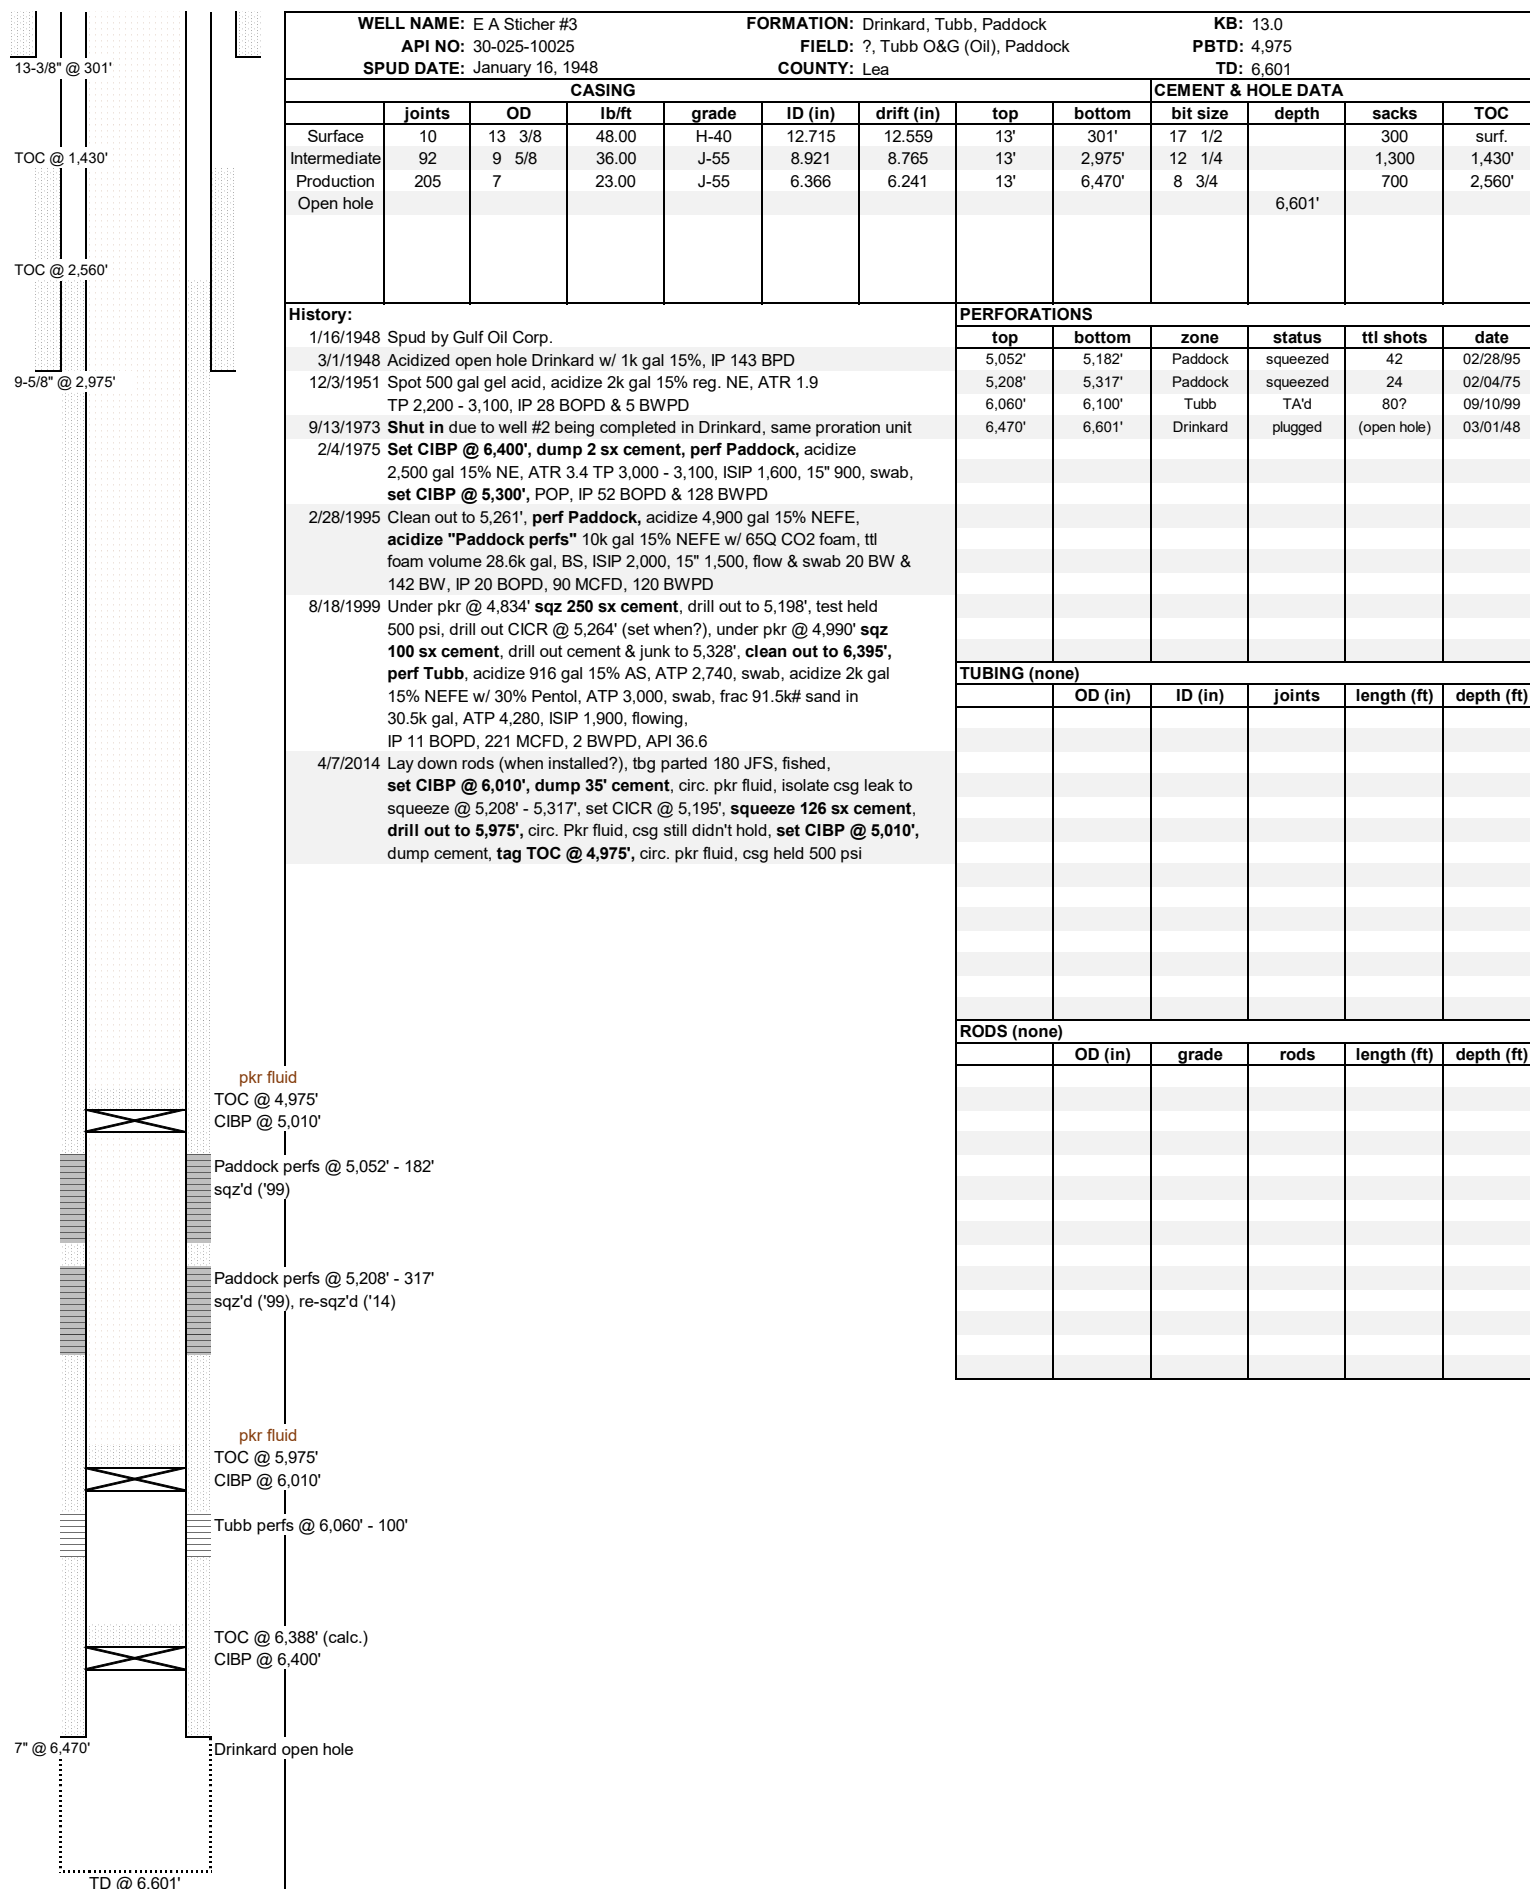 WELL NAME: E A Sticher #3 FORMATION: Drinkard, Tubb, Paddock KB: 13.0
API NO: 30-025-10025 FIELD: ?, Tubb O&G (Oil), Paddock PBTD: 4,975
SPUD DATE: January 16, 1948 COUNTY: Lea TD: 6,601
CASING CEMENT & HOLE DATA
joints OD lb/ft grade ID (in) drift (in) top bottom bit size depth sacks TOC
Surface 10 13 3/8 48.00 H-40 12.715 12.559 13' 301' 17 1/2 300 surf.
Intermediate 92 9 5/8 36.00 J-55 8.921 8.765 13' 2,975' 12 1/4 1,300 1,430'
Production 205 7 23.00 J-55 6.366 6.241 13' 6,470' 8 3/4 700 2,560'
Open hole 6,601'
History:
1/16/1948 Spud by Gulf Oil Corp.
3/1/1948 Acidized open hole Drinkard w/ 1k gal 15%, IP 143 BPD
12/3/1951 Spot 500 gal gel acid, acidize 2k gal 15% reg. NE, ATR 1.9
TP 2,200 - 3,100, IP 28 BOPD & 5 BWPD
9/13/1973 Shut in due to well #2 being completed in Drinkard, same proration unit
2/4/1975 Set CIBP @ 6,400', dump 2 sx cement, perf Paddock, acidize
2,500 gal 15% NE, ATR 3.4 TP 3,000 - 3,100, ISIP 1,600, 15" 900, swab,
set CIBP @ 5,300', POP, IP 52 BOPD & 128 BWPD
2/28/1995 Clean out to 5,261', perf Paddock, acidize 4,900 gal 15% NEFE,
acidize "Paddock perfs" 10k gal 15% NEFE w/ 65Q CO2 foam, ttl
foam volume 28.6k gal, BS, ISIP 2,000, 15" 1,500, flow & swab 20 BW &
142 BW, IP 20 BOPD, 90 MCFD, 120 BWPD
8/18/1999 Under pkr @ 4,834' sqz 250 sx cement, drill out to 5,198', test held
500 psi, drill out CICR @ 5,264' (set when?), under pkr @ 4,990' sqz
100 sx cement, drill out cement & junk to 5,328', clean out to 6,395',
perf Tubb, acidize 916 gal 15% AS, ATP 2,740, swab, acidize 2k gal
15% NEFE w/ 30% Pentol, ATP 3,000, swab, frac 91.5k# sand in
30.5k gal, ATP 4,280, ISIP 1,900, flowing,
IP 11 BOPD, 221 MCFD, 2 BWPD, API 36.6
4/7/2014 Lay down rods (when installed?), tbg parted 180 JFS, fished,
set CIBP @ 6,010', dump 35' cement, circ. pkr fluid, isolate csg leak to
squeeze @ 5,208' - 5,317', set CICR @ 5,195', squeeze 126 sx cement,
drill out to 5,975', circ. Pkr fluid, csg still didn't hold, set CIBP @ 5,010',
dump cement, tag TOC @ 4,975', circ. pkr fluid, csg held 500 psi
PERFORATIONS
top bottom zone status ttl shots date
5,052' 5,182' Paddock squeezed 42 02/28/95
5,208' 5,317' Paddock squeezed 24 02/04/75
6,060' 6,100' Tubb TA'd 80? 09/10/99
6,470' 6,601' Drinkard plugged (open hole) 03/01/48
TUBING (none)
OD (in) ID (in) joints length (ft) depth (ft)
RODS (none)
OD (in) grade rods length (ft) depth (ft)
13-3/8" @ 301'
TOC @ 1,430'
TOC @ 2,560'
9-5/8" @ 2,975'
pkr fluid
TOC @ 4,975'
CIBP @ 5,010'
Paddock perfs @ 5,052' - 182'
sqz'd ('99)
Paddock perfs @ 5,208' - 317'
sqz'd ('99), re-sqz'd ('14)
pkr fluid
TOC @ 5,975'
CIBP @ 6,010'
Tubb perfs @ 6,060' - 100'
TOC @ 6,388' (calc.)
CIBP @ 6,400'
7" @ 6,470'
Drinkard open hole
TD @ 6,601'